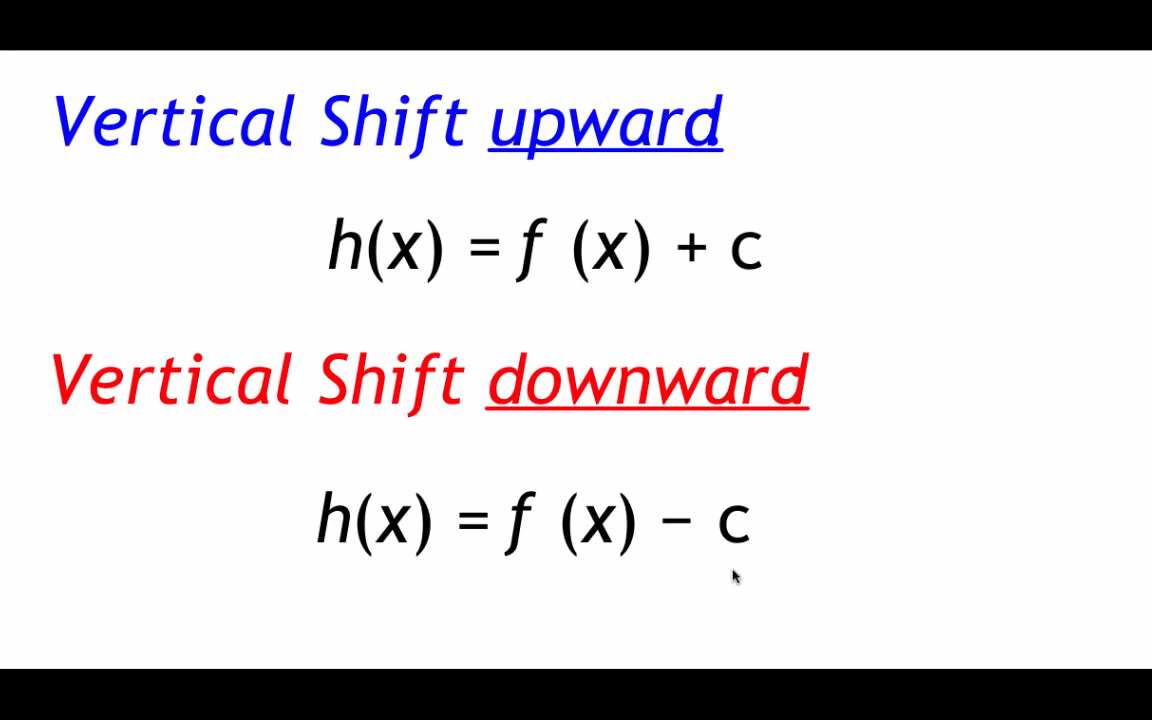 Vertical Shift upward:
h(x) = f (x) + c
Vertical Shift downward:
h(x) = f (x) − c